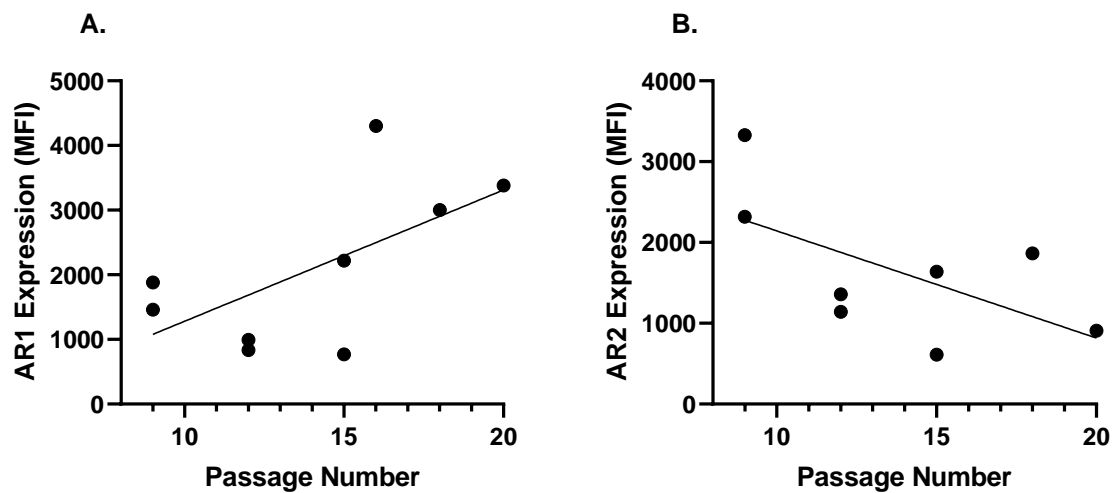 A.
AR1 Expression (MFI)
5000
4000
3000
2000
1000
0
10 15 20
Passage Number
B.
AR2 Expression (MFI)
4000
3000
2000
1000
0
10 15 20
Passage Number